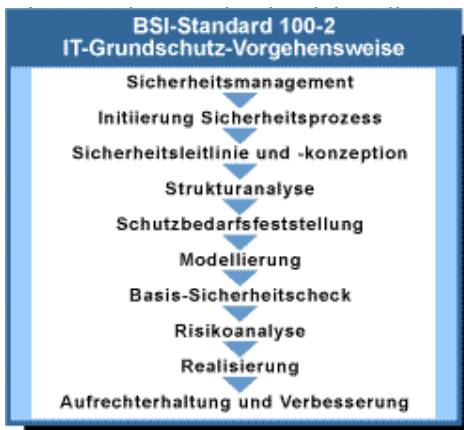 BSI-Standard 100-2
IT-Grundschutz-Vorgehensweise
Sicherheitsmanagement
Initiierung Sicherheitsprozess
Sicherheitsleitlinie und -konzeption
Strukturanalyse
Schutzbedarfsfeststellung
Modellierung
Basis-Sicherheitscheck
Risikoanalyse
Realisierung
Aufrechterhaltung und Verbesserung